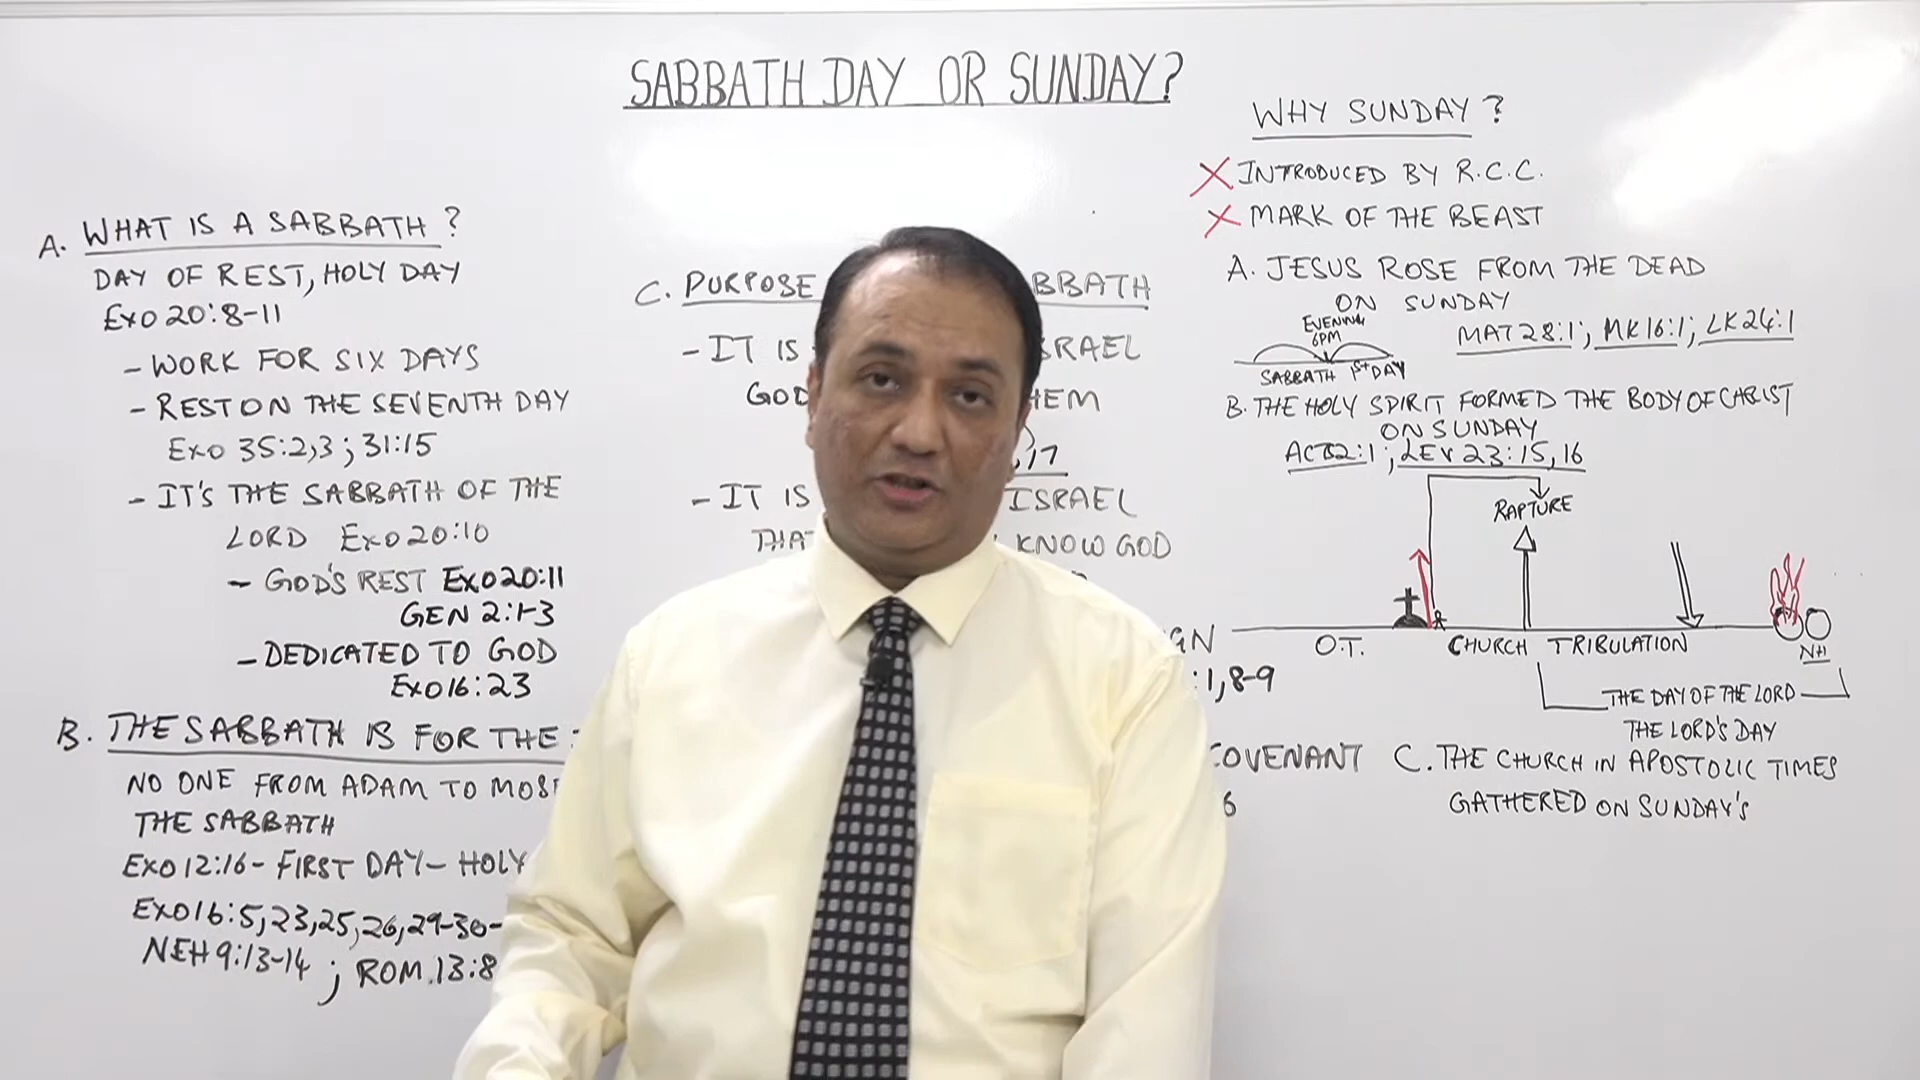 SABBATH DAY OR SUNDAY?
A. WHAT IS A SABBATH?
DAY OF REST, HOLY DAY
EXO 20:8-11
- WORK FOR SIX DAYS
- REST ON THE SEVENTH DAY
EXO 35:2,3; 31:15
- IT'S THE SABBATH OF THE
LORD EXO 20:10
- GOD'S REST EXO 20:11
GEN 2:1-3
- DEDICATED TO GOD
EXO 16:23
B. THE SABBATH IS FOR THE
NO ONE FROM ADAM TO
THE SABBATH
EXO 12:16- FIRST DAY- HOLY
EXO 16:5,23,25,26,29-30-
NEH 9:13-14; ROM.13:8
C. PURPOSE
- IT IS
GOD
,17
- IT IS ISRAEL
KNOW GOD
:1,8-9
COVENANT
6
WHY SUNDAY?
X INTRODUCED BY R.C.C.
X MARK OF THE BEAST
A. JESUS ROSE FROM THE DEAD
ON SUNDAY
MAT 28:1; MK 16:1; LK 24:1
EVENING
6PM
SABBATH 1st DAY
B. THE HOLY SPIRIT FORMED THE BODY OF CHRIST
ON SUNDAY
ACTS2:1; LEV 23:15,16
RAPTURE
O.T. CHURCH TRIBULATION
NH
THE DAY OF THE LORD
THE LORD'S DAY
C. THE CHURCH IN APOSTOLIC TIMES
GATHERED ON SUNDAY'S